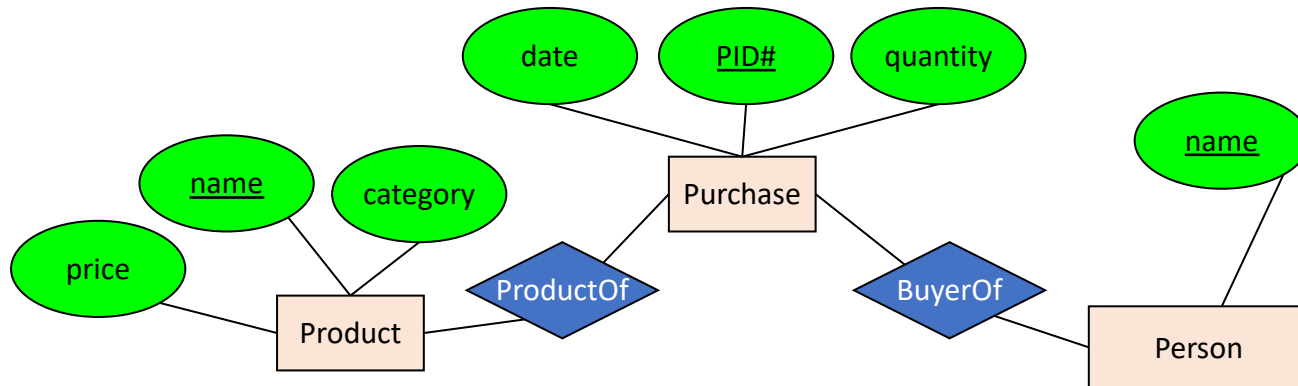 date
PID#
quantity
name
name
category
Purchase
price
ProductOf
BuyerOf
Product
Person